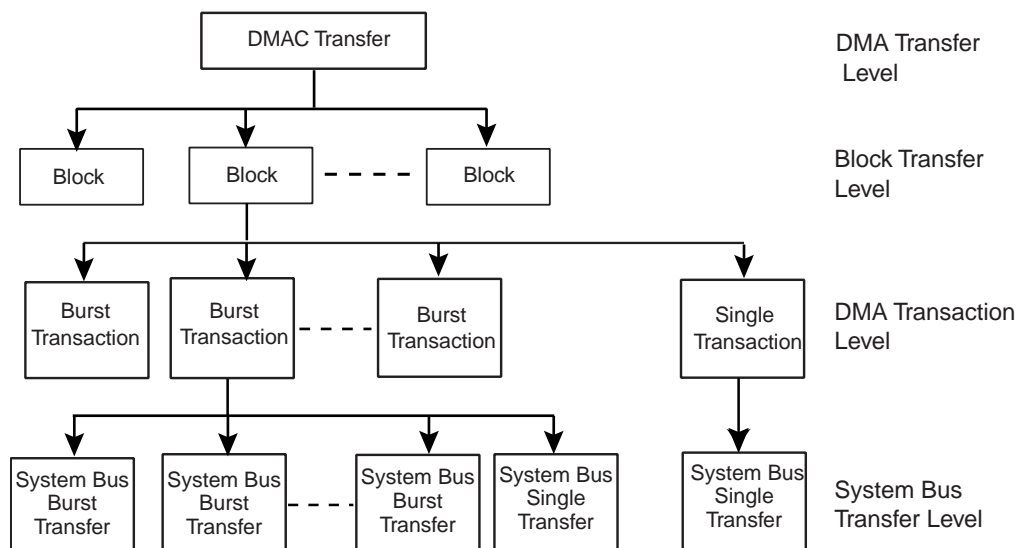 DMAC Transfer
DMA Transfer
Level
Block
Block
Block
Block Transfer
Level
Burst
Transaction
Burst
Transaction
Burst
Transaction
Single
Transaction
DMA Transaction
Level
System Bus
Burst
Transfer
System Bus
Burst
Transfer
System Bus
Burst
Transfer
System Bus
Single
Transfer
System Bus
Single
Transfer
System Bus
Transfer Level